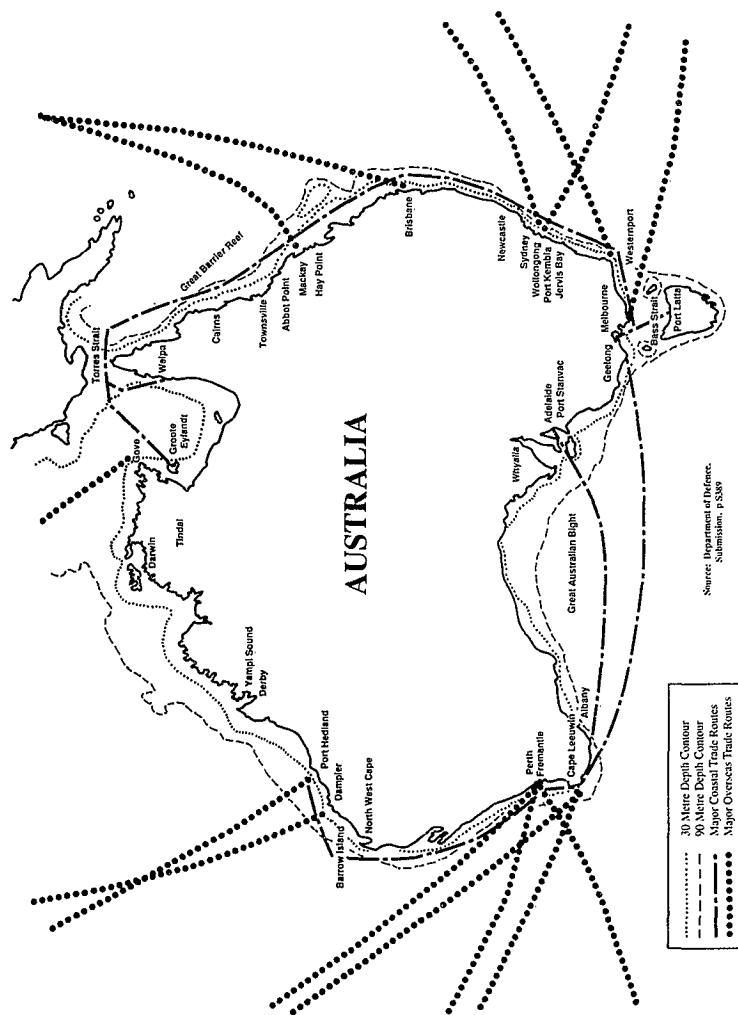 Torres Strait
Great Barrier Reef
Weipa
Groote
Eylandt
Gove
Darwin
Tindal
Cairns
Townsville
Abbot Point
Mackay
Hay Point
Brisbane
Yampi Sound
Derby
Port Hedland
Dampier
Barrow Island
North West Cape
AUSTRALIA
Perth
Fremantle
Cape Leeuwin
Albany
Great Australian Bight
Whyalla
Adelaide
Port Stanvac
Geelong
Melbourne
Bass Strait
Port Latta
Westernport
Newcastle
Sydney
Wollongong
Port Kembla
Jervis Bay
30 Metre Depth Contour
90 Metre Depth Contour
Major Coastal Trade Routes
Major Overseas Trade Routes
Source: Department of Defence.
Submission, p S389